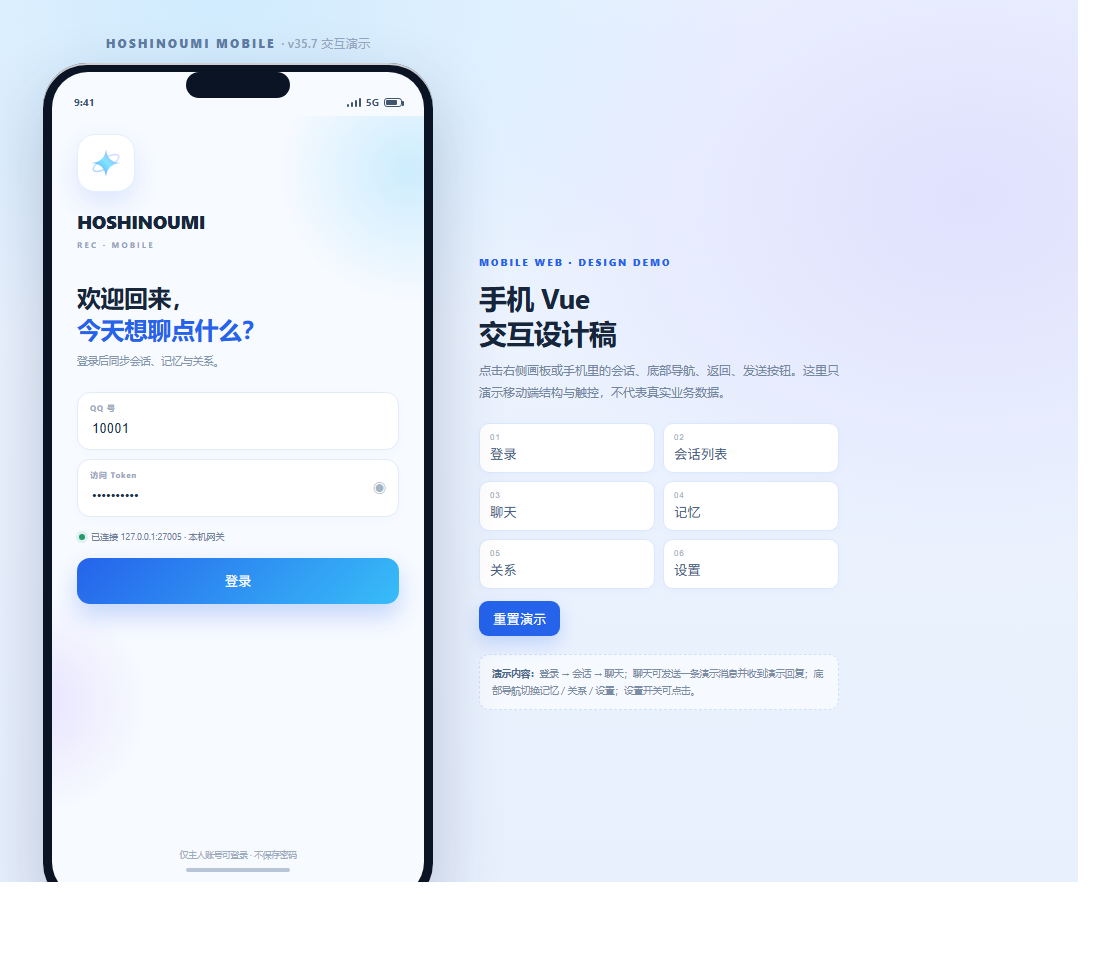 HOSHINOUMI MOBILE · v35.7 交互演示
9:41
5G
HOSHINOUMI
REC · MOBILE
欢迎回来，
今天想聊点什么？
登录后同步会话、记忆与关系。
QQ 号
10001
访问 Token
••••••••••
已连接 127.0.0.1:27005 · 本机网关
登录
仅主人账号可登录 · 不保存密码
MOBILE WEB · DESIGN DEMO
手机 Vue
交互设计稿
点击右侧画板或手机里的会话、底部导航、返回、发送按钮。这里只
演示移动端结构与触控，不代表真实业务数据。
01
登录
02
会话列表
03
聊天
04
记忆
05
关系
06
设置
重置演示
演示内容：登录 → 会话 → 聊天；聊天可发送一条演示消息并收到演示回复；底
部导航切换记忆 / 关系 / 设置；设置开关可点击。